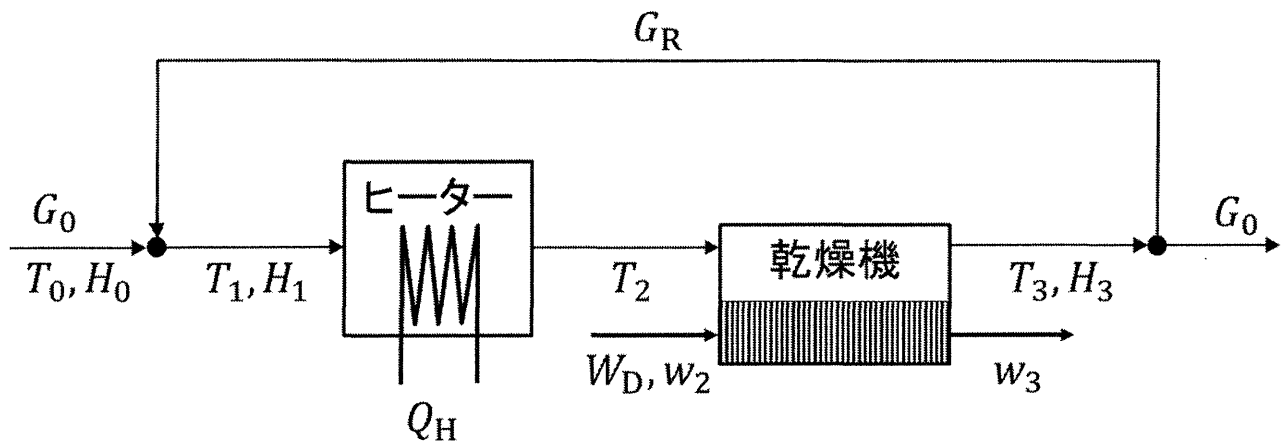 G_R
ヒーター
乾燥機
G_0
G_0
T_0, H_0
T_1, H_1
T_2
T_3, H_3
W_D, w_2
w_3
Q_H